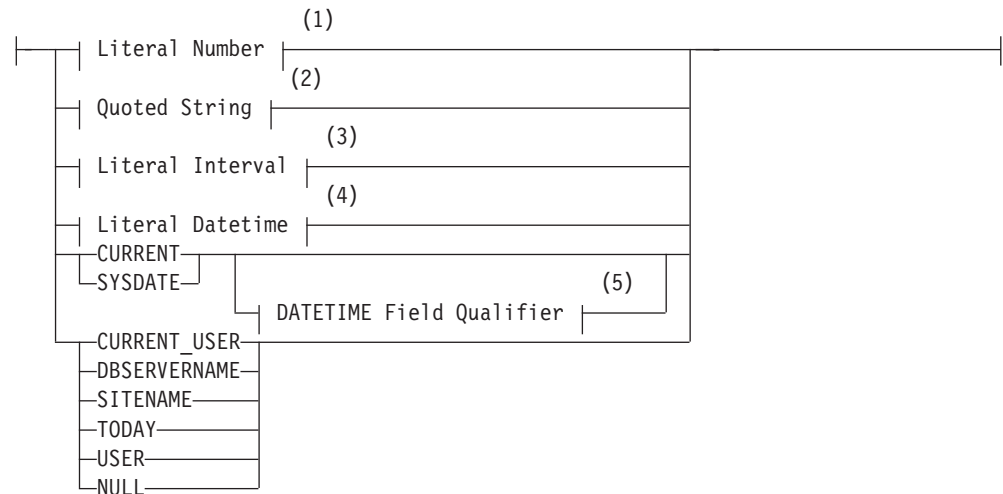 (1)
Literal Number
(2)
Quoted String
(3)
Literal Interval
(4)
Literal Datetime
CURRENT
SYSDATE
(5)
DATETIME Field Qualifier
CURRENT_USER
DBSERVERNAME
SITENAME
TODAY
USER
NULL